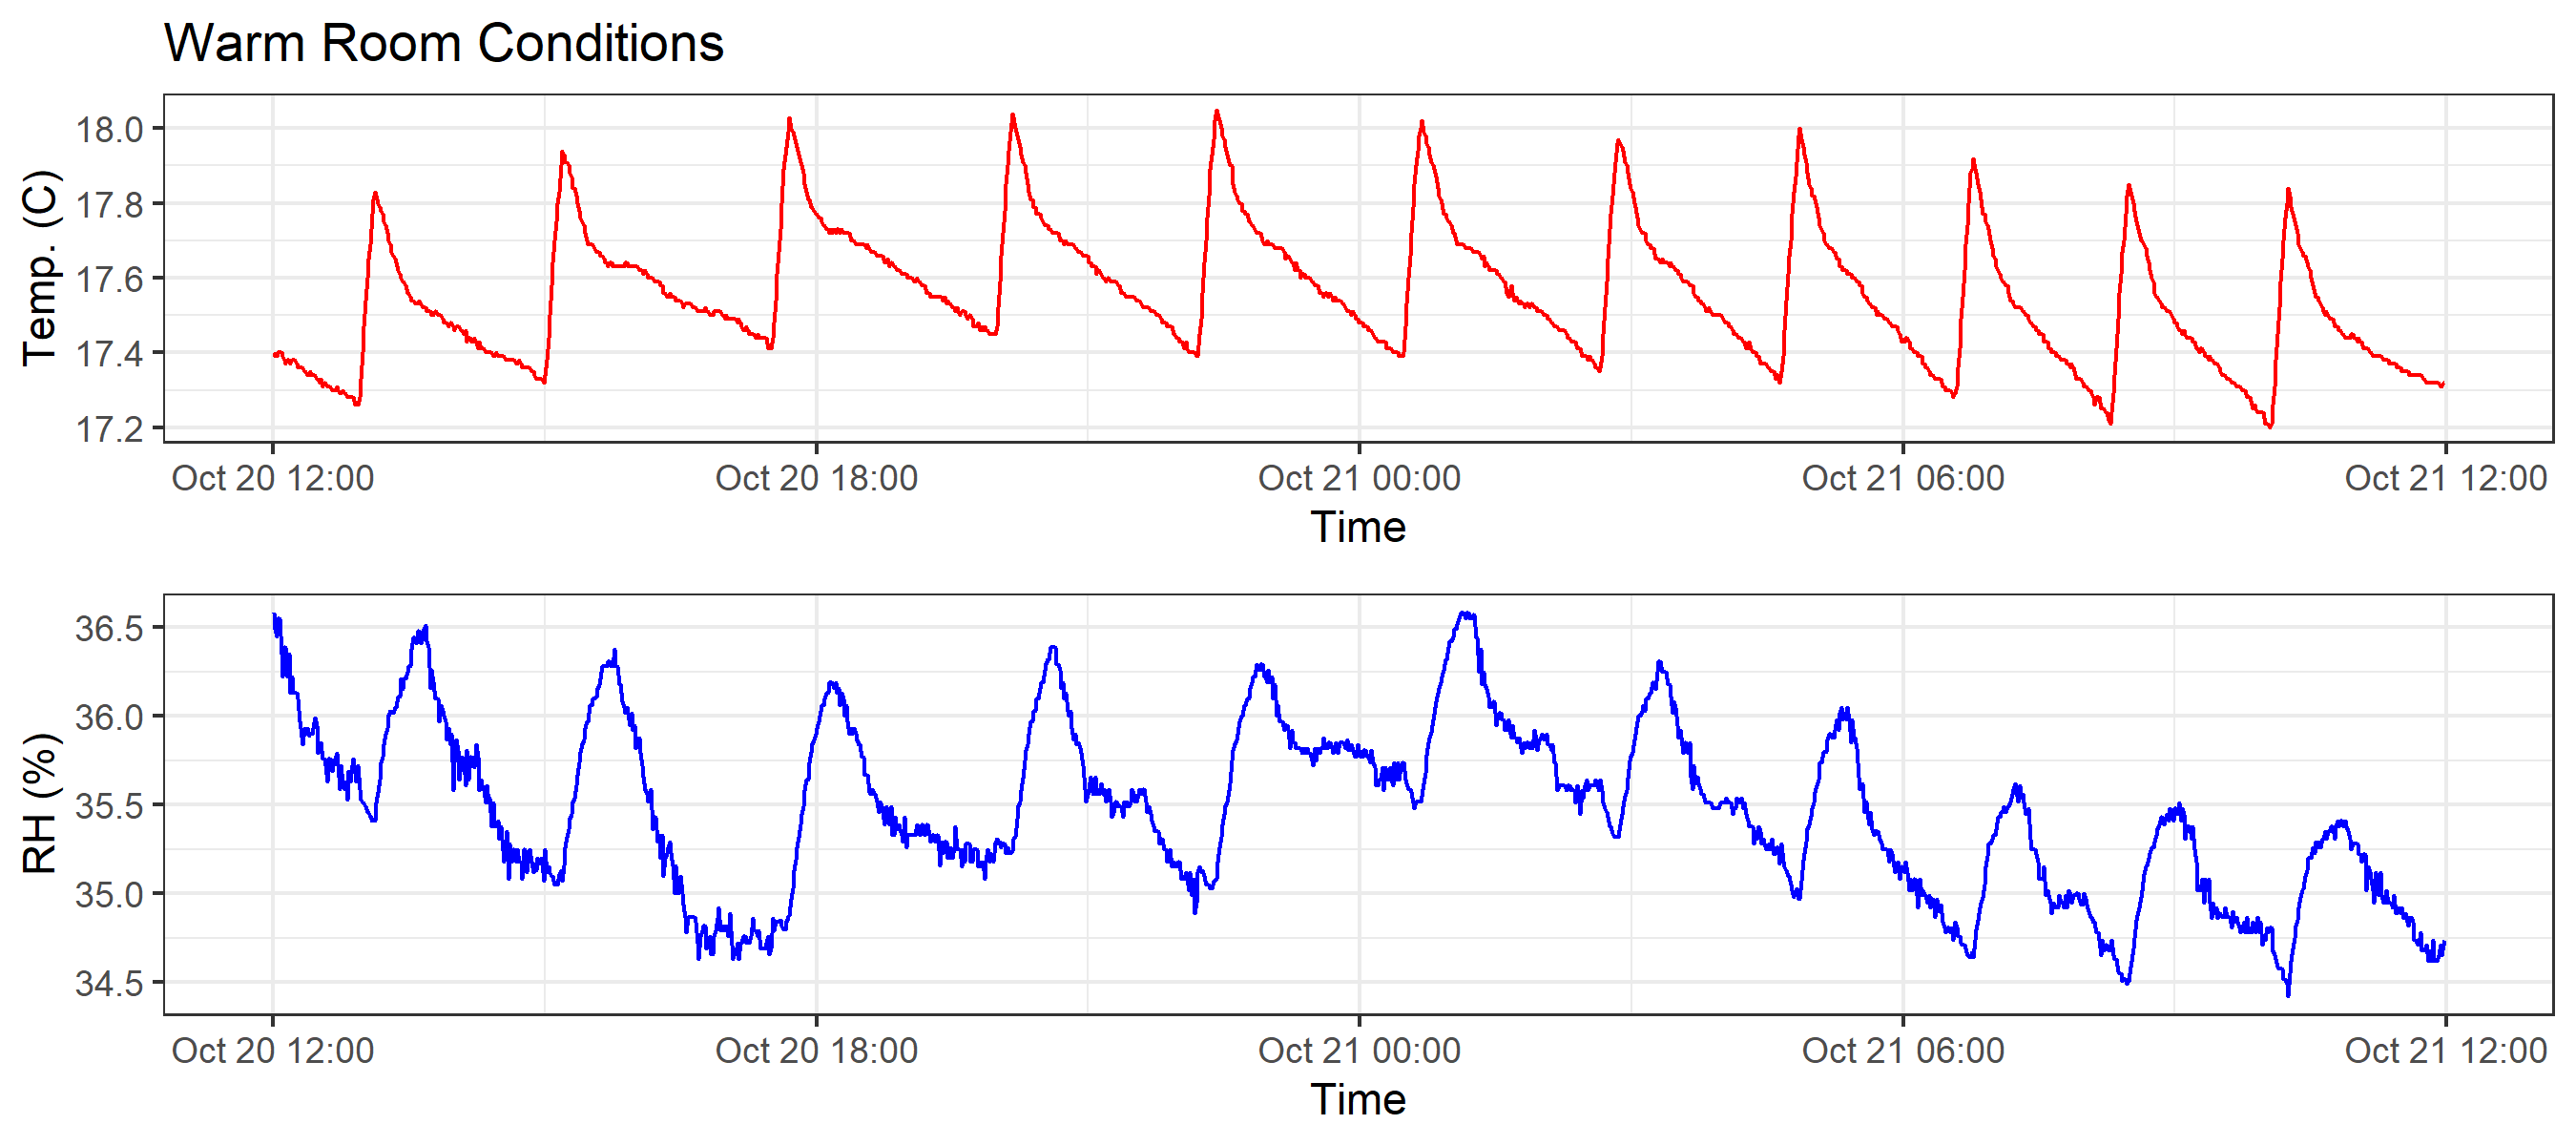 Warm Room Conditions
Temp. (C)
18.0
17.8
17.6
17.4
17.2
Oct 20 12:00 Oct 20 18:00 Oct 21 00:00 Oct 21 06:00 Oct 21 12:00
Time
RH (%)
36.5
36.0
35.5
35.0
34.5
Oct 20 12:00 Oct 20 18:00 Oct 21 00:00 Oct 21 06:00 Oct 21 12:00
Time